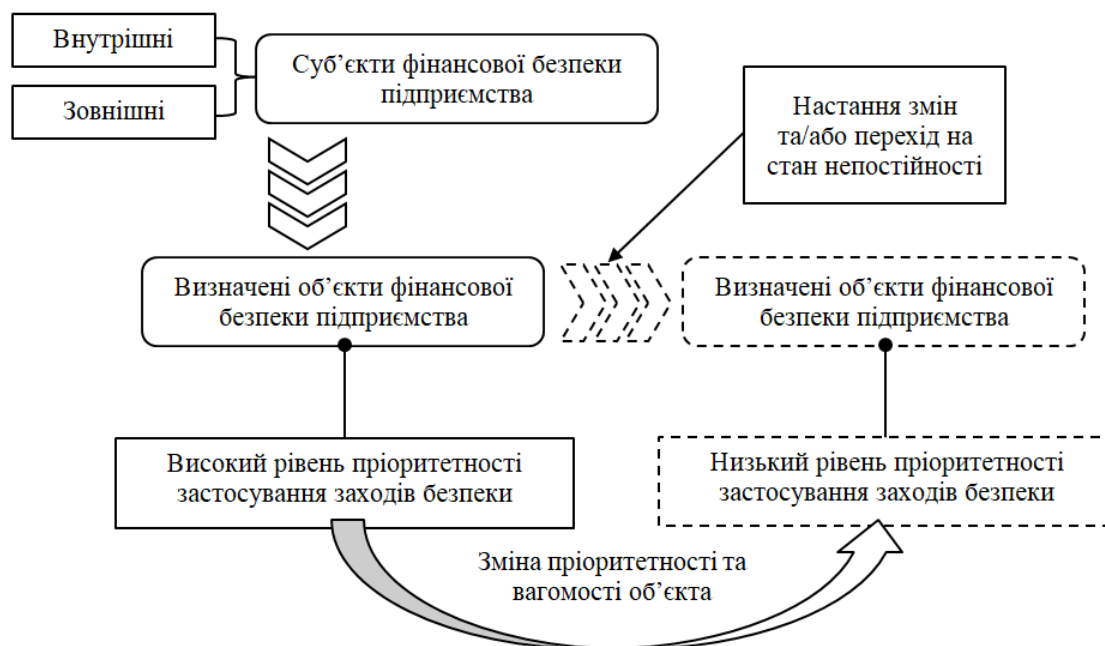 Внутрішні
Зовнішні
Суб’єкти фінансової безпеки
підприємства
Настання змін
та/або перехід на
стан непостійності
Визначені об’єкти фінансової
безпеки підприємства
Визначені об’єкти фінансової
безпеки підприємства
Високий рівень пріоритетності
застосування заходів безпеки
Низький рівень пріоритетності
застосування заходів безпеки
Зміна пріоритетності та
вагомості об’єкта